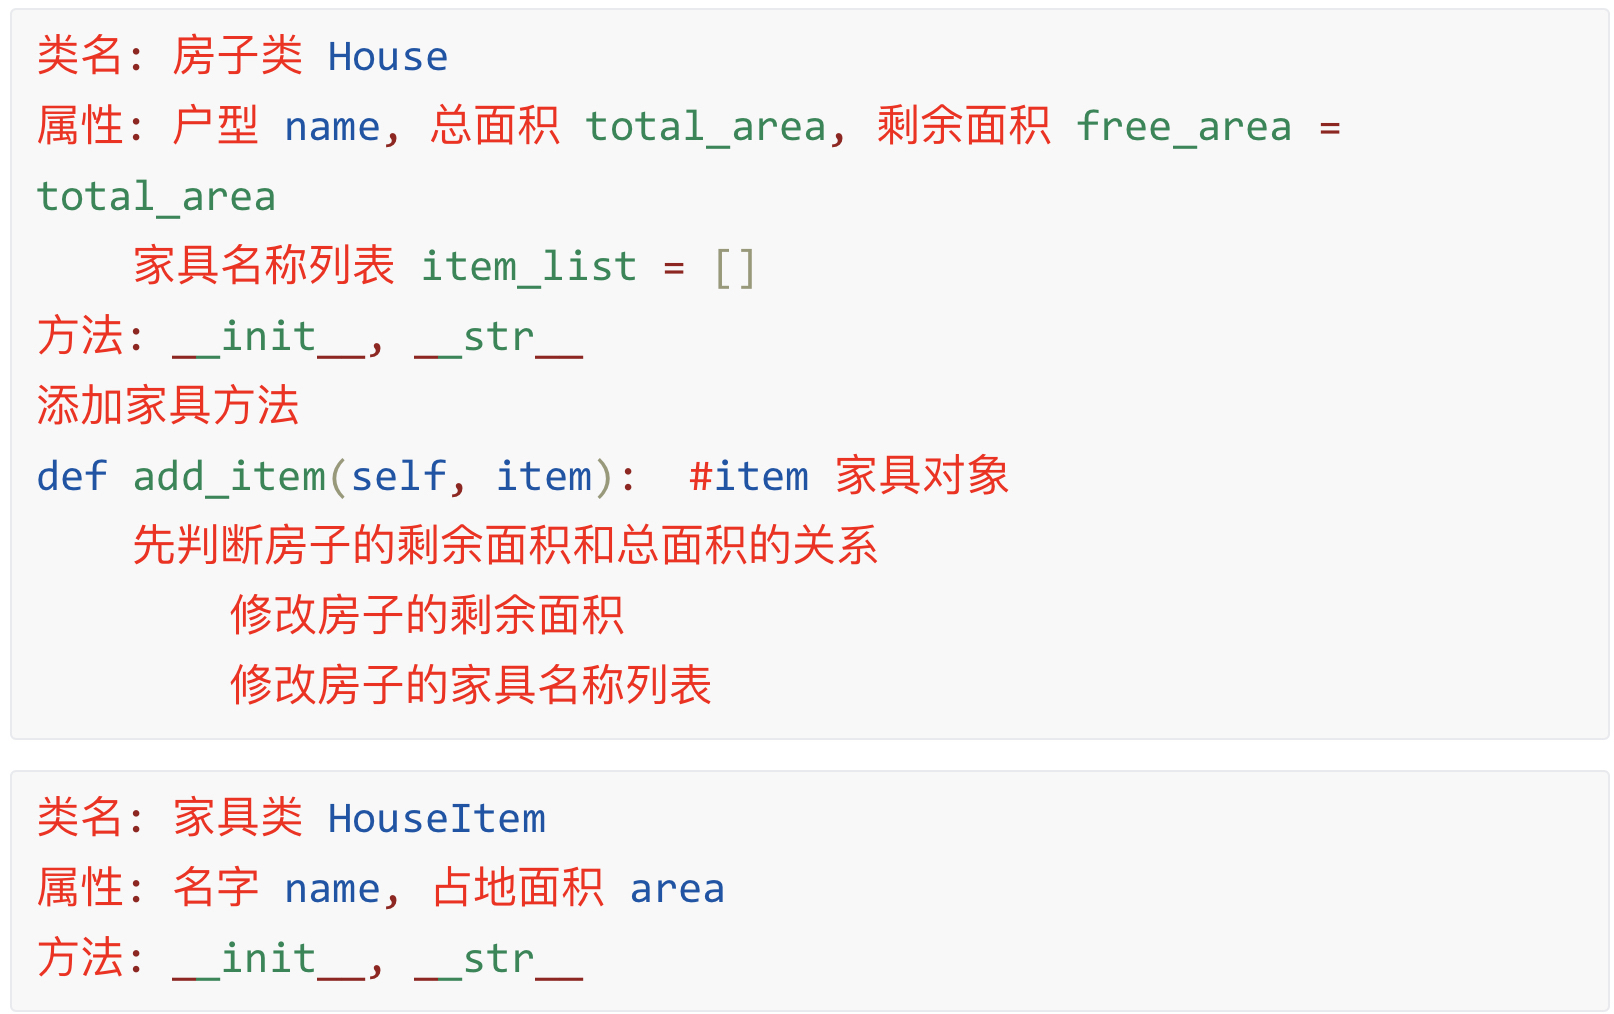 类名: 房子类 House
属性: 户型 name, 总面积 total_area, 剩余面积 free_area =
total_area
    家具名称列表 item_list = []
方法: __init__, __str__
添加家具方法
def add_item(self, item):  #item 家具对象
    先判断房子的剩余面积和总面积的关系
        修改房子的剩余面积
        修改房子的家具名称列表
类名: 家具类 HouseItem
属性: 名字 name, 占地面积 area
方法: __init__, __str__